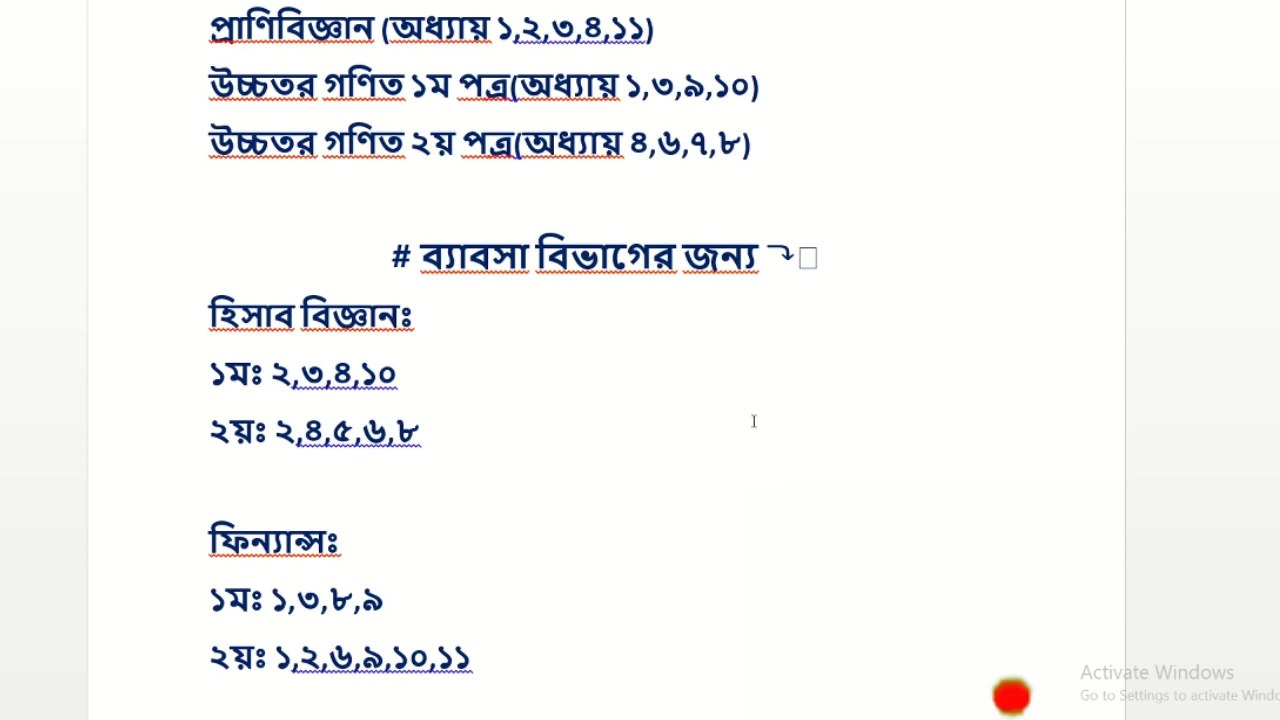 প্রাণিবিজ্ঞান (অধ্যায় ১,২,৩,৪,১১)
উচ্চতর গণিত ১ম পত্র(অধ্যায় ১,৩,৯,১০)
উচ্চতর গণিত ২য় পত্র(অধ্যায় ৪,৬,৭,৮)
# ব্যাবসা বিভাগের জন্য ⤵□
হিসাব বিজ্ঞানঃ
১মঃ ২,৩,৪,১০
২য়ঃ ২,৪,৫,৬,৮
ফিন্যান্সঃ
১মঃ ১,৩,৮,৯
২য়ঃ ১,২,৬,৯,১০,১১
Activate Windows
Go to Settings to activate Windo